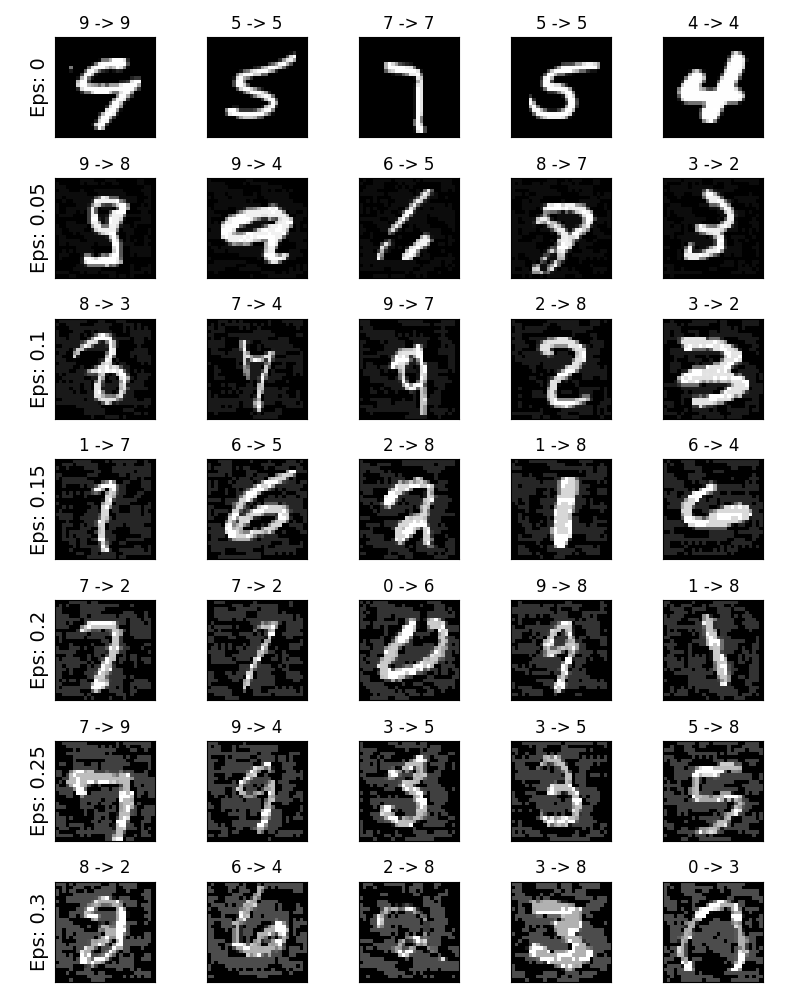 9 -> 9 5 -> 5 7 -> 7 5 -> 5 4 -> 4
Eps: 0
9 -> 8 9 -> 4 6 -> 5 8 -> 7 3 -> 2
Eps: 0.05
8 -> 3 7 -> 4 9 -> 7 2 -> 8 3 -> 2
Eps: 0.1
1 -> 7 6 -> 5 2 -> 8 1 -> 8 6 -> 4
Eps: 0.15
7 -> 2 7 -> 2 0 -> 6 9 -> 8 1 -> 8
Eps: 0.2
7 -> 9 9 -> 4 3 -> 5 3 -> 5 5 -> 8
Eps: 0.25
8 -> 2 6 -> 4 2 -> 8 3 -> 8 0 -> 3
Eps: 0.3